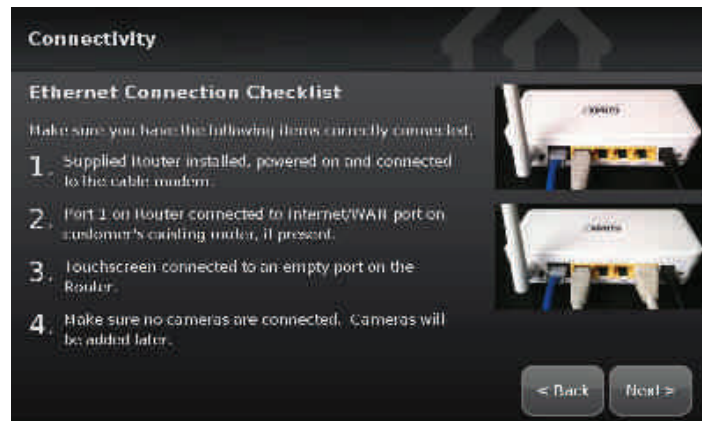 Connectivity
Ethernet Connection Checklist
Make sure you have the following items correctly connected.
1. Supplied Router installed, powered on and connected
to the cable modem.
2. Port 1 on Router connected to Internet/WAN port on
customer's existing router, if present.
3. Touchscreen connected to an empty port on the
Router.
4. Make sure no cameras are connected. Cameras will
be added later.
< Back
Next >